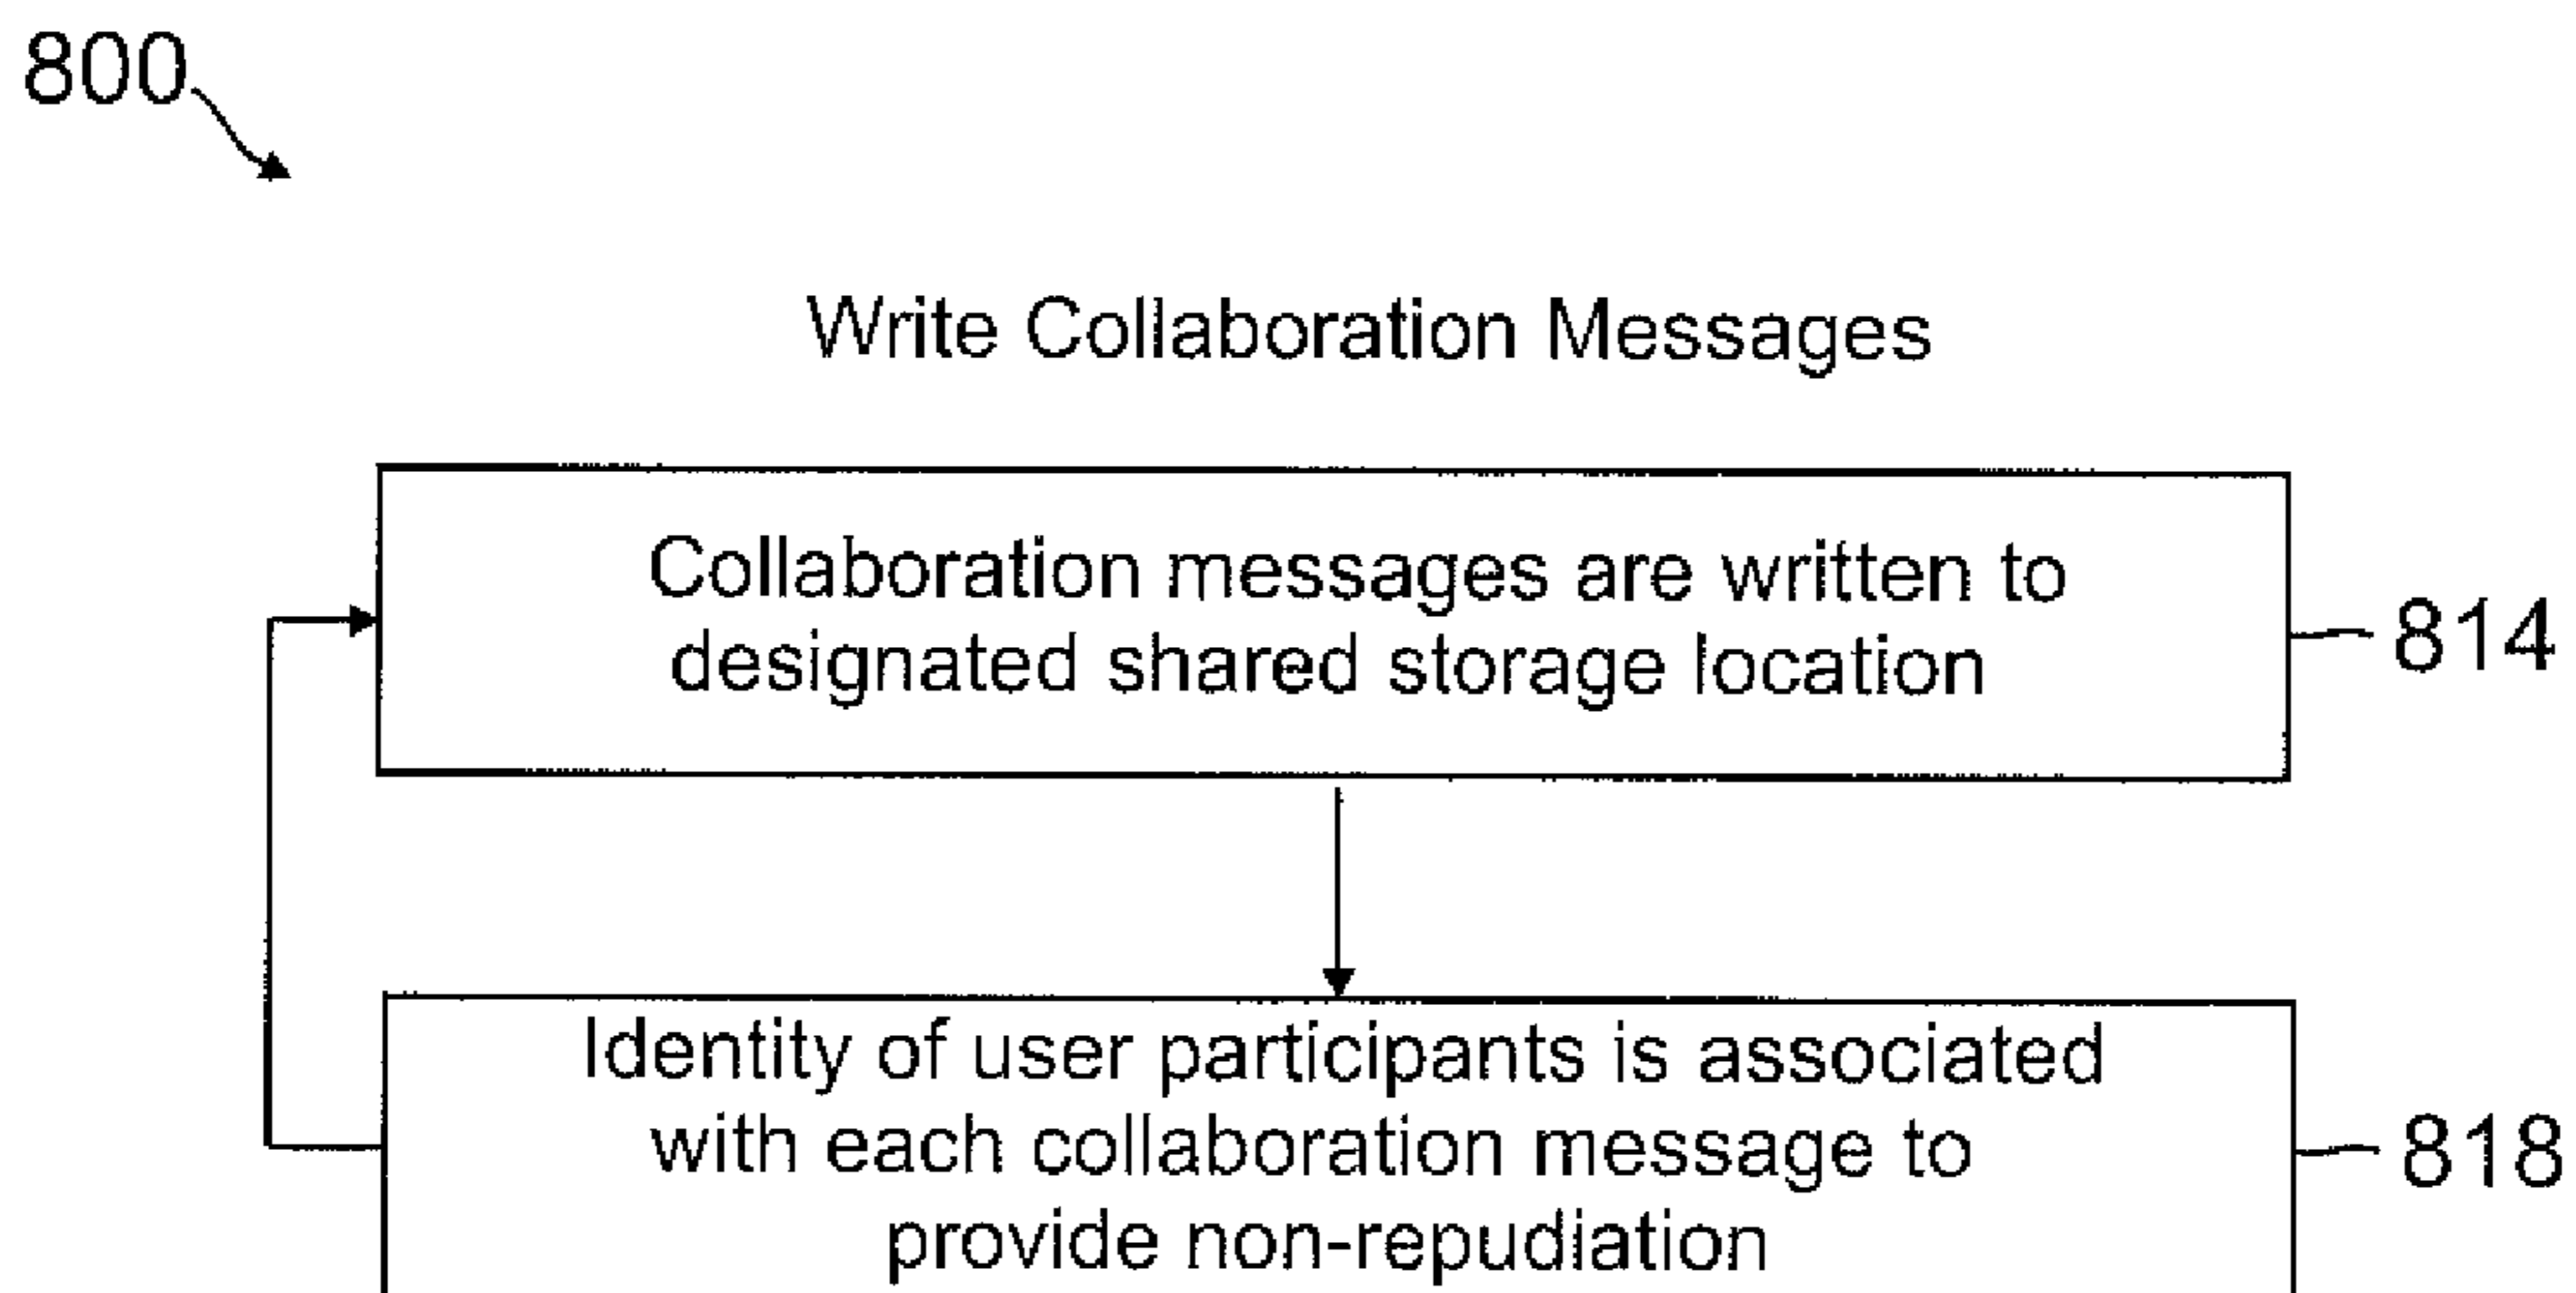 800
Write Collaboration Messages
Collaboration messages are written to
designated shared storage location
814
Identity of user participants is associated
with each collaboration message to
provide non-repudiation
818